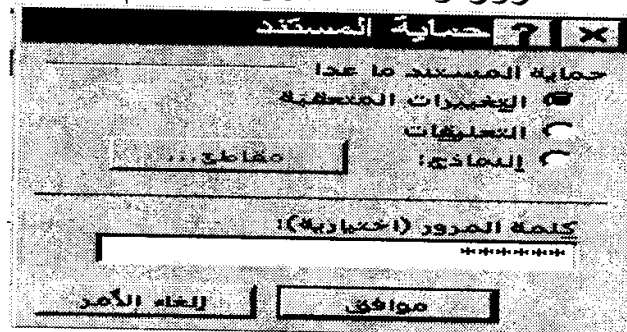 حماية المستند
حماية المستند ما عدا
التغييرات المتعقبة
التعليقات
النماذج:
مقاطع...
كلمة المرور (اختيارية):
*******
موافق
إلغاء الأمر